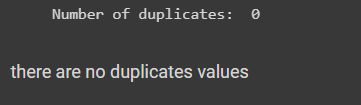 Number of duplicates:  0
there are no duplicates values